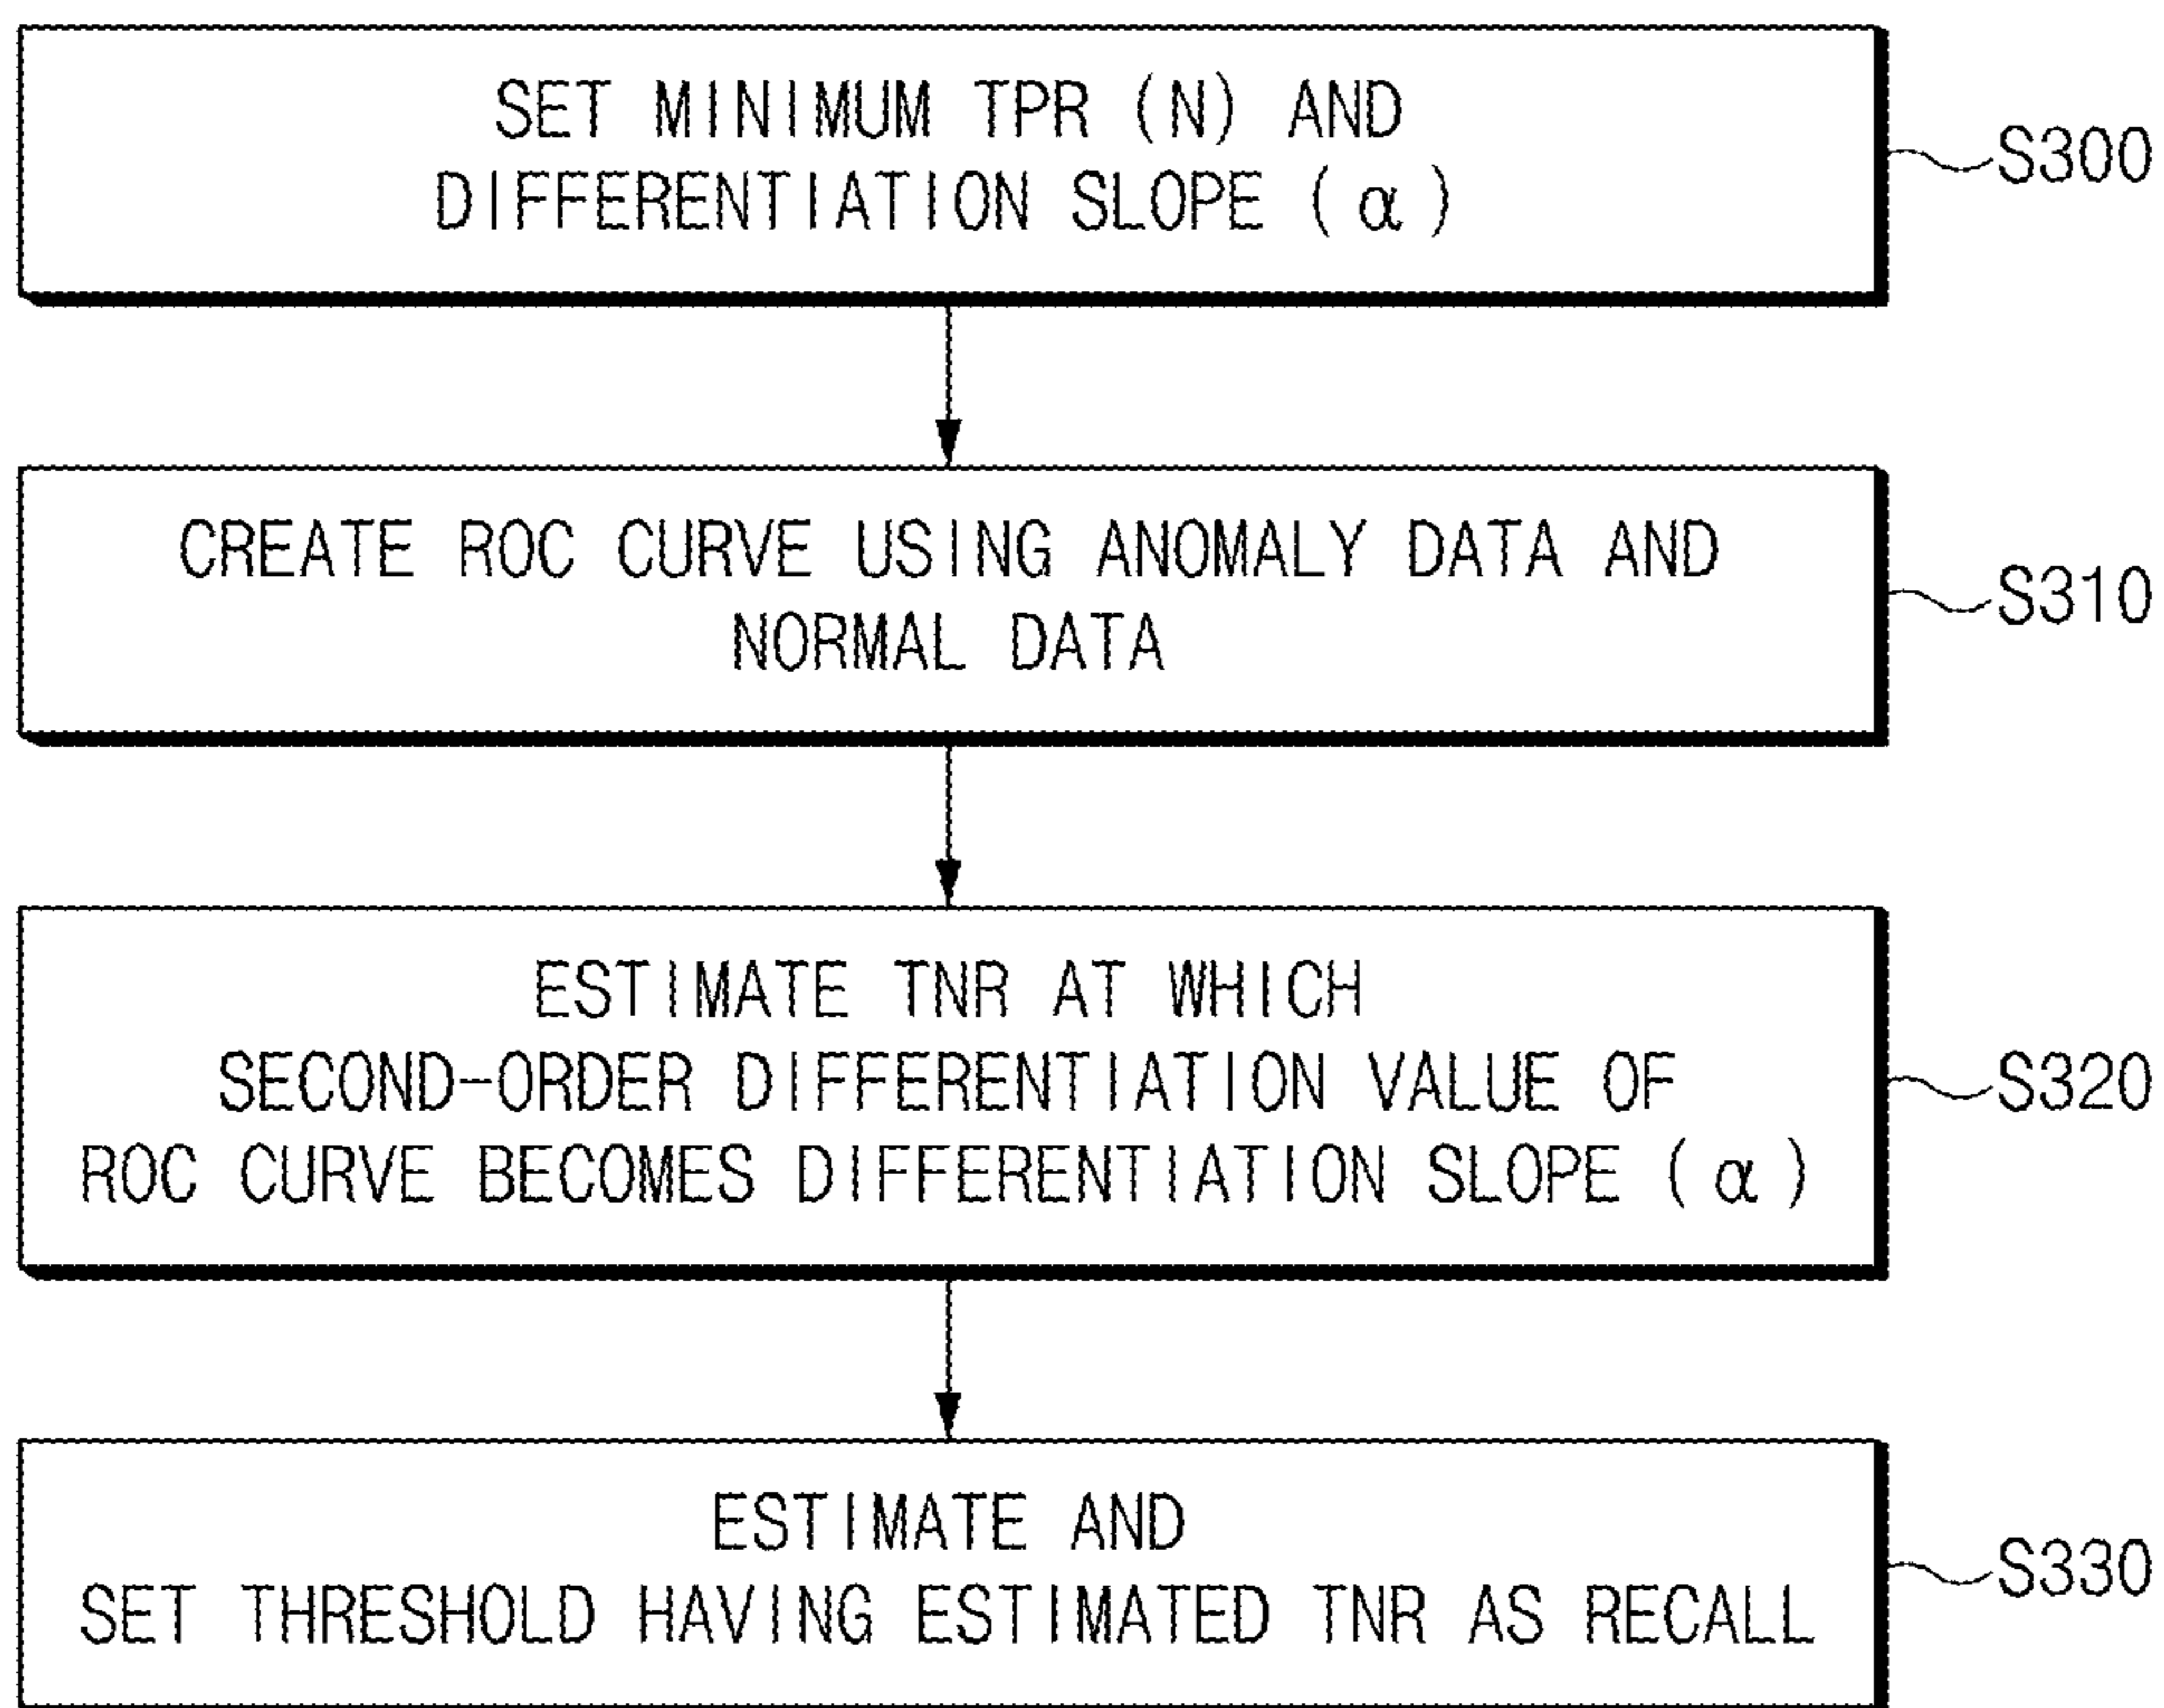 SET MINIMUM TPR (N) AND
DIFFERENTIATION SLOPE (α)
S300
CREATE ROC CURVE USING ANOMALY DATA AND
NORMAL DATA
S310
ESTIMATE TNR AT WHICH
SECOND-ORDER DIFFERENTIATION VALUE OF
ROC CURVE BECOMES DIFFERENTIATION SLOPE (α)
S320
ESTIMATE AND
SET THRESHOLD HAVING ESTIMATED TNR AS RECALL
S330